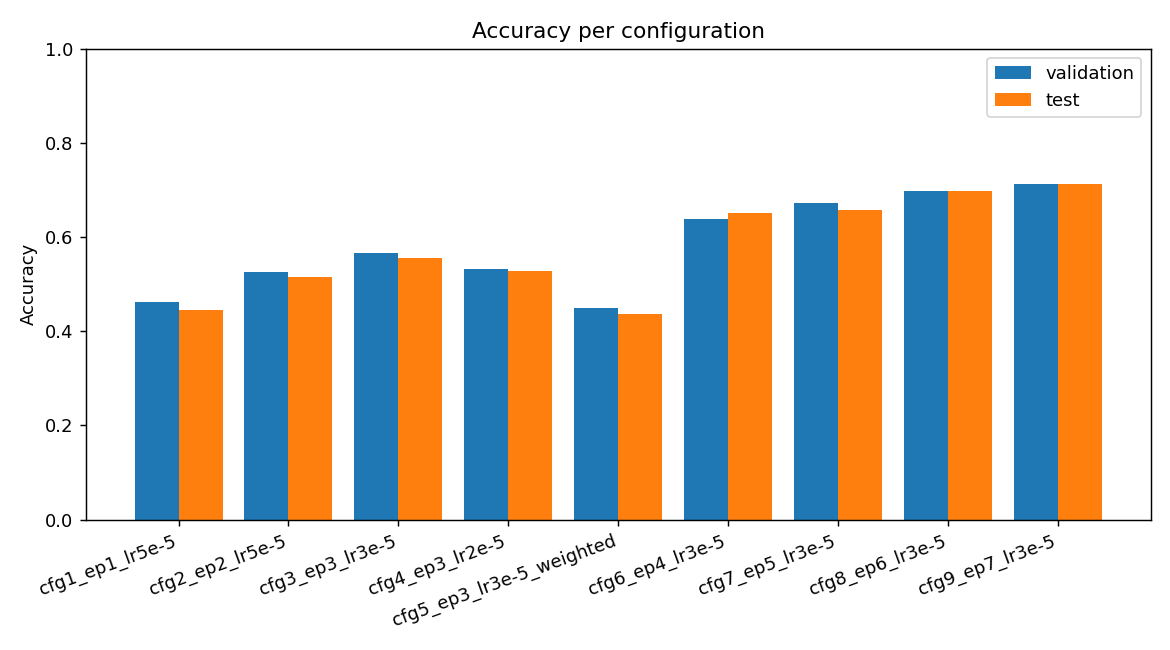 Accuracy per configuration
validation
test
Accuracy
1.0
0.8
0.6
0.4
0.2
0.0
cfg1_ep1_lr5e-5
cfg2_ep2_lr5e-5
cfg3_ep3_lr3e-5
cfg4_ep3_lr2e-5
cfg5_ep3_lr3e-5_weighted
cfg6_ep4_lr3e-5
cfg7_ep5_lr3e-5
cfg8_ep6_lr3e-5
cfg9_ep7_lr3e-5